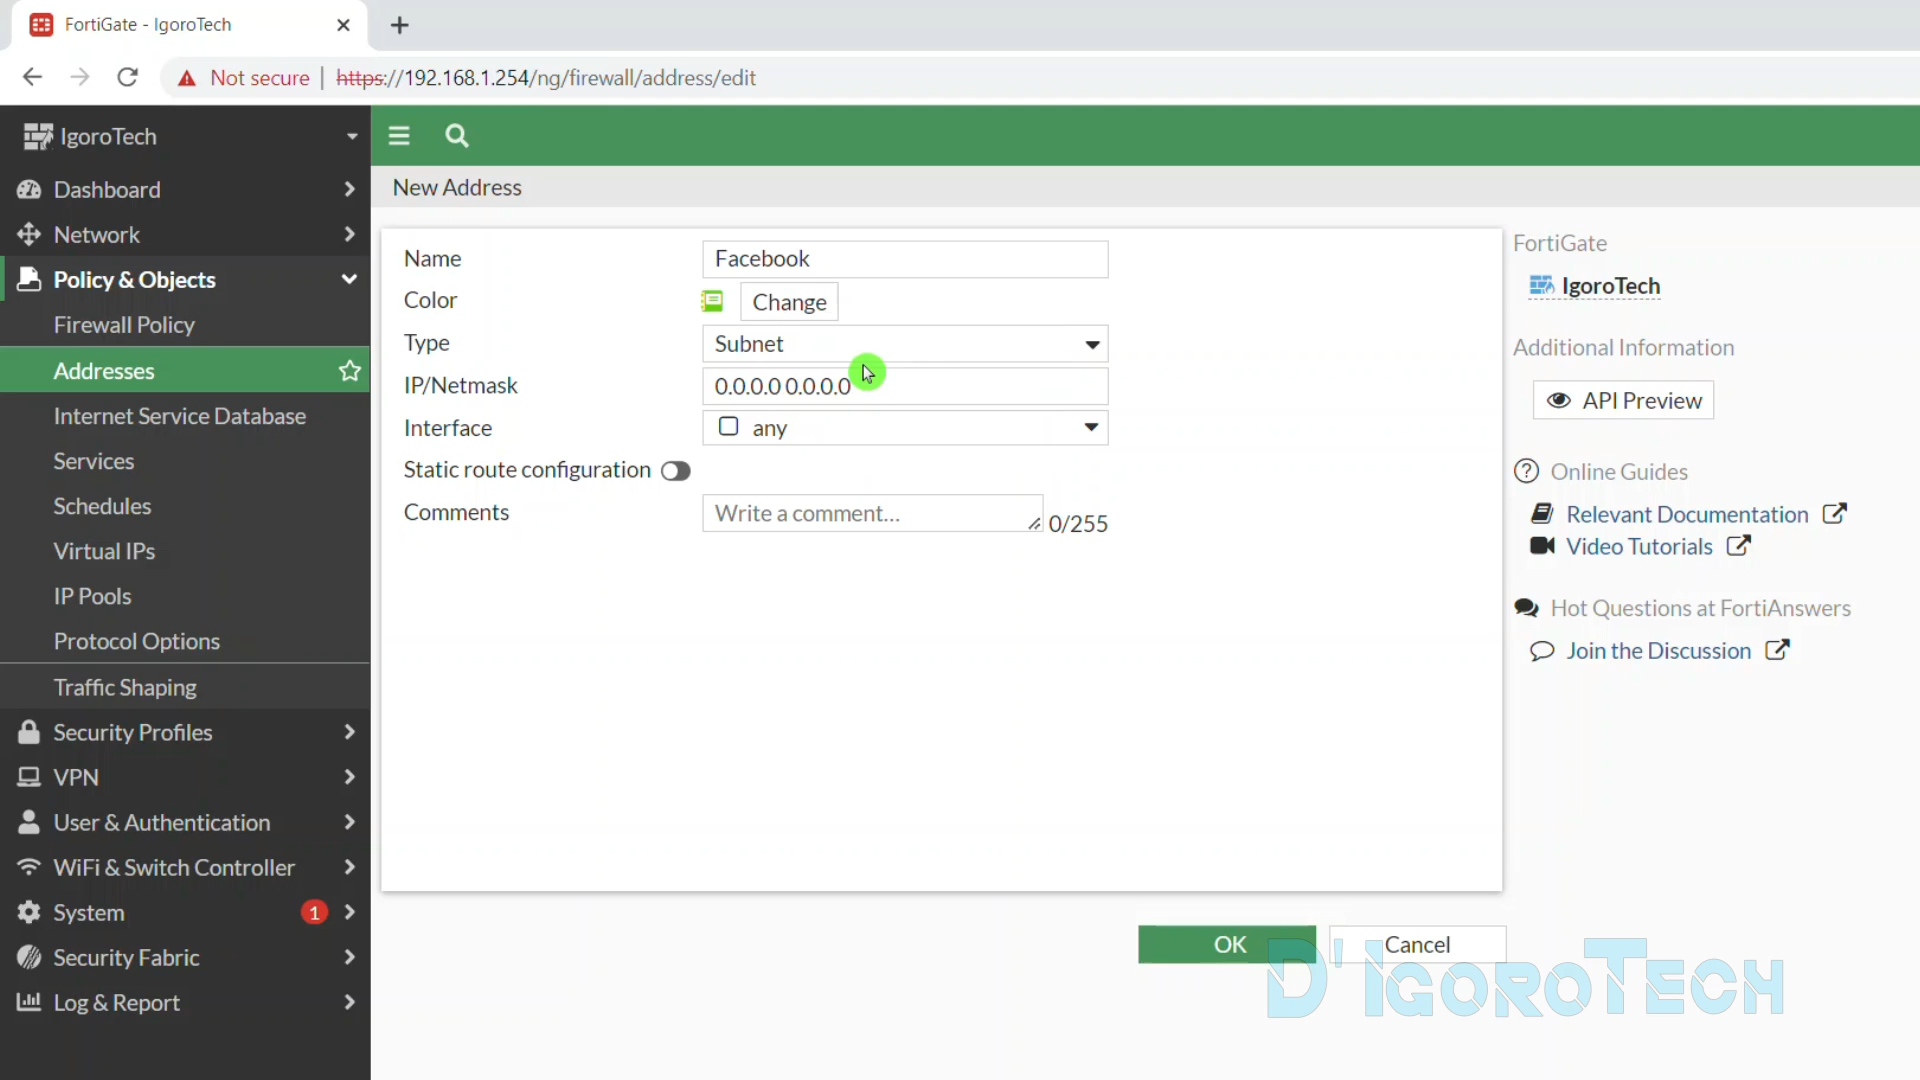 FortiGate - IgoroTech
Not secure | https://192.168.1.254/ng/firewall/address/edit
IgoroTech
Dashboard
Network
Policy & Objects
Firewall Policy
Addresses
Internet Service Database
Services
Schedules
Virtual IPs
IP Pools
Protocol Options
Traffic Shaping
Security Profiles
VPN
User & Authentication
WiFi & Switch Controller
System 1
Security Fabric
Log & Report
New Address
Name Facebook
Color Change
Type Subnet
IP/Netmask 0.0.0.0 0.0.0.0
Interface any
Static route configuration
Comments Write a comment... 0/255
OK Cancel
FortiGate
IgoroTech
Additional Information
API Preview
Online Guides
Relevant Documentation
Video Tutorials
Hot Questions at FortiAnswers
Join the Discussion
D'IGOROTECH